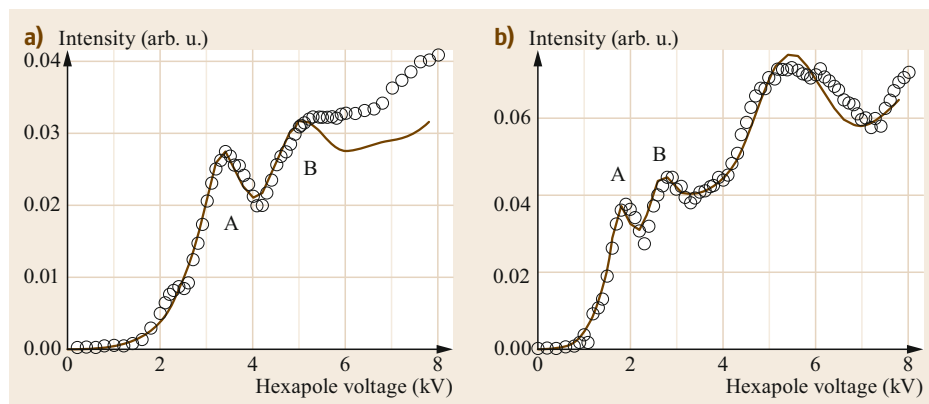 a) Intensity (arb. u.)
0.04
0.03
0.02
0.01
0.00
A
B
0 2 4 6 8
Hexapole voltage (kV)
b) Intensity (arb. u.)
0.06
0.04
0.02
0.00
A
B
0 2 4 6 8
Hexapole voltage (kV)